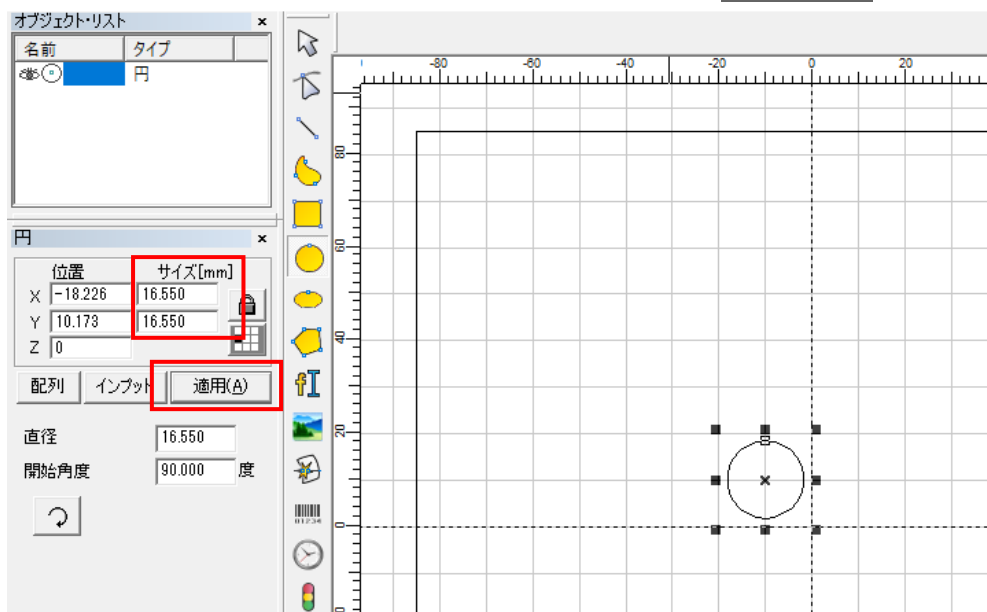 オブジェクト・リスト ×
名前 タイプ
円
円 ×
位置 サイズ[mm]
X -18.226 16.550
Y 10.173 16.550
Z 0
配列 インプット 適用(A)
直径 16.550
開始角度 90.000 度
-80 -60 -40 -20 0 20
80
60
40
20
0
01234